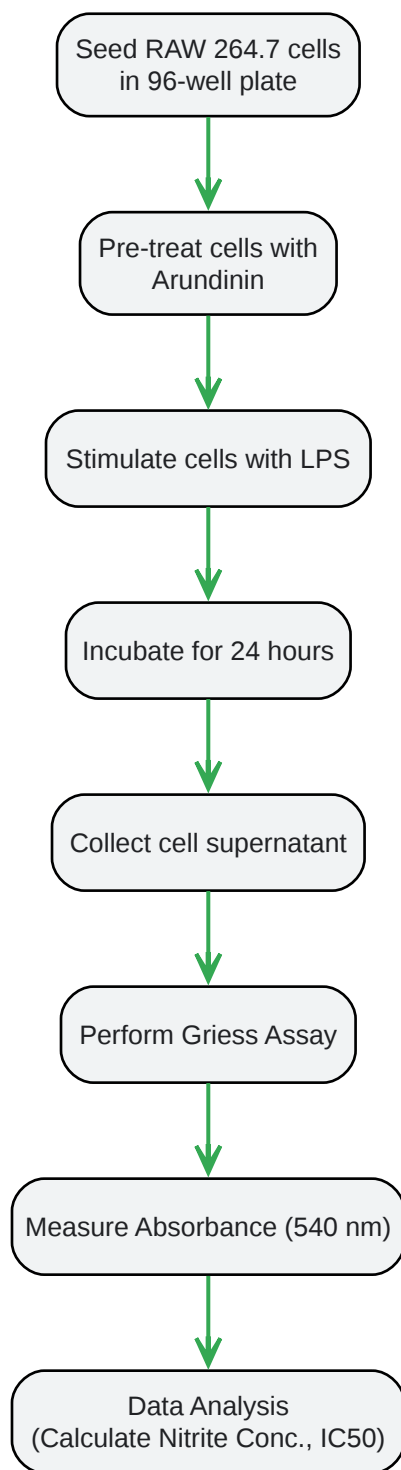 Seed RAW 264.7 cells
in 96-well plate
Pre-treat cells with
Arundinin
Stimulate cells with LPS
Incubate for 24 hours
Collect cell supernatant
Perform Griess Assay
Measure Absorbance (540 nm)
Data Analysis
(Calculate Nitrite Conc., IC50)